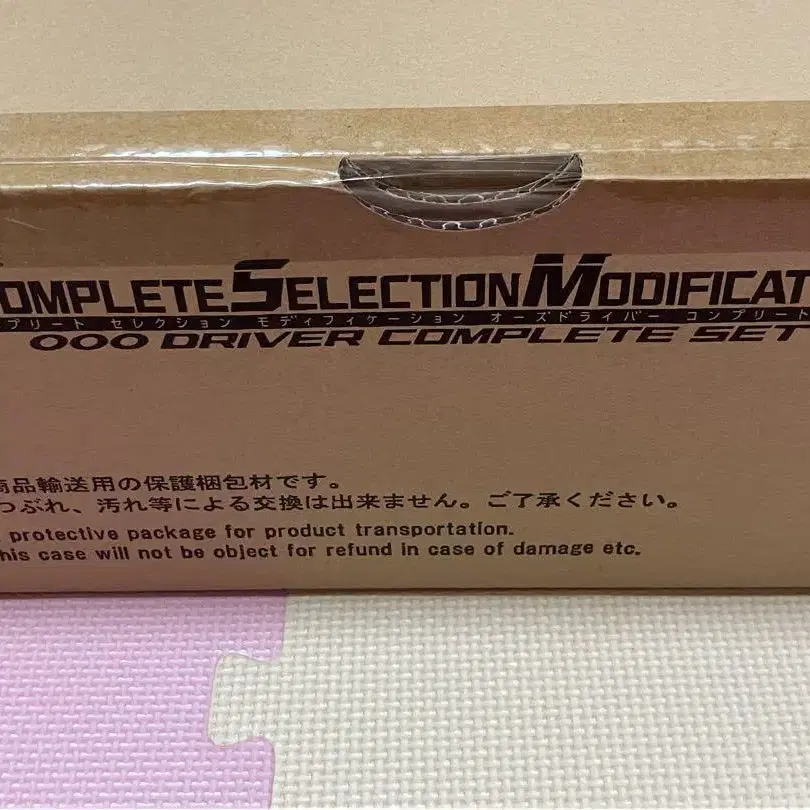 OMPLETE SELECTION MODIFICAT
プリート セレクション モディフィケーション オーズドライバー コンプリート
OOO DRIVER COMPLETE SET
商品輸送用の保護梱包材です。
つぶれ、汚れ等による交換は出来ません。ご了承ください。
protective package for product transportation.
his case will not be object for refund in case of damage etc.